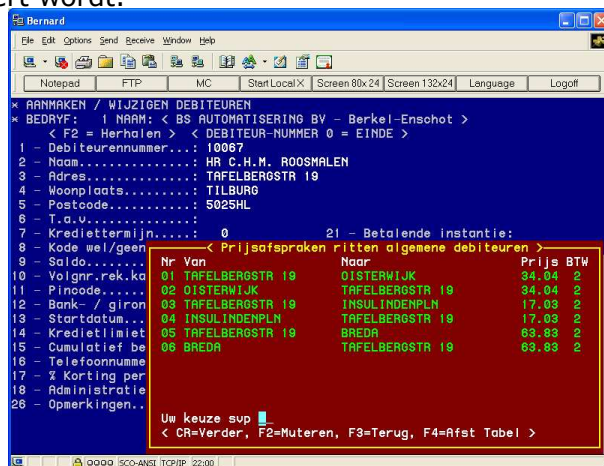 ert wordt.
Bernard
File Edit Options Send Receive Window Help
Notepad FTP MC Start Local X Screen 80x 24 Screen 132x24 Language Logoff
* AANMAKEN / WIJZIGEN DEBITEUREN
* BEDRYF: 1 NAAM: < BS AUTOMATISERING BV - Berkel-Enschot >
< F2 = Herhalen > < DEBITEUR-NUMMER 0 = EINDE >
1 - Debiteurennummer...: 10067
2 - Naam...............: HR C.H.M. ROOSMALEN
3 - Adres..............: TAFELBERGSTR 19
4 - Woonplaats.........: TILBURG
5 - Postcode...........: 5025HL
6 - T.a.v..............:
7 - Krediettermijn.....: 0 21 - Betalende instantie:
8 - Kode wel/geen
9 - Saldo...
10 - Volgnr.rek.ka
11 - Pincode......
12 - Bank- / giron
13 - Startdatum...
14 - Kredietlimiet
15 - Cumulatief be
16 - Telefoonnumme
17 - % Korting per
18 - Administratie
26 - Opmerkingen..
< Prijsafspraken ritten algemene debiteuren >
Nr Van Naar Prijs BTW
01 TAFELBERGSTR 19 OISTERWIJK 34.04 2
02 OISTERWIJK TAFELBERGSTR 19 34.04 2
03 TAFELBERGSTR 19 INSULINDENPLN 17.03 2
04 INSULINDENPLN TAFELBERGSTR 19 17.03 2
05 TAFELBERGSTR 19 BREDA 63.83 2
06 BREDA TAFELBERGSTR 19 63.83 2
Uw keuze svp
< CR=Verder, F2=Muteren, F3=Terug, F4=Afst Tabel >
SCO-ANSI TCP/IP 22:00